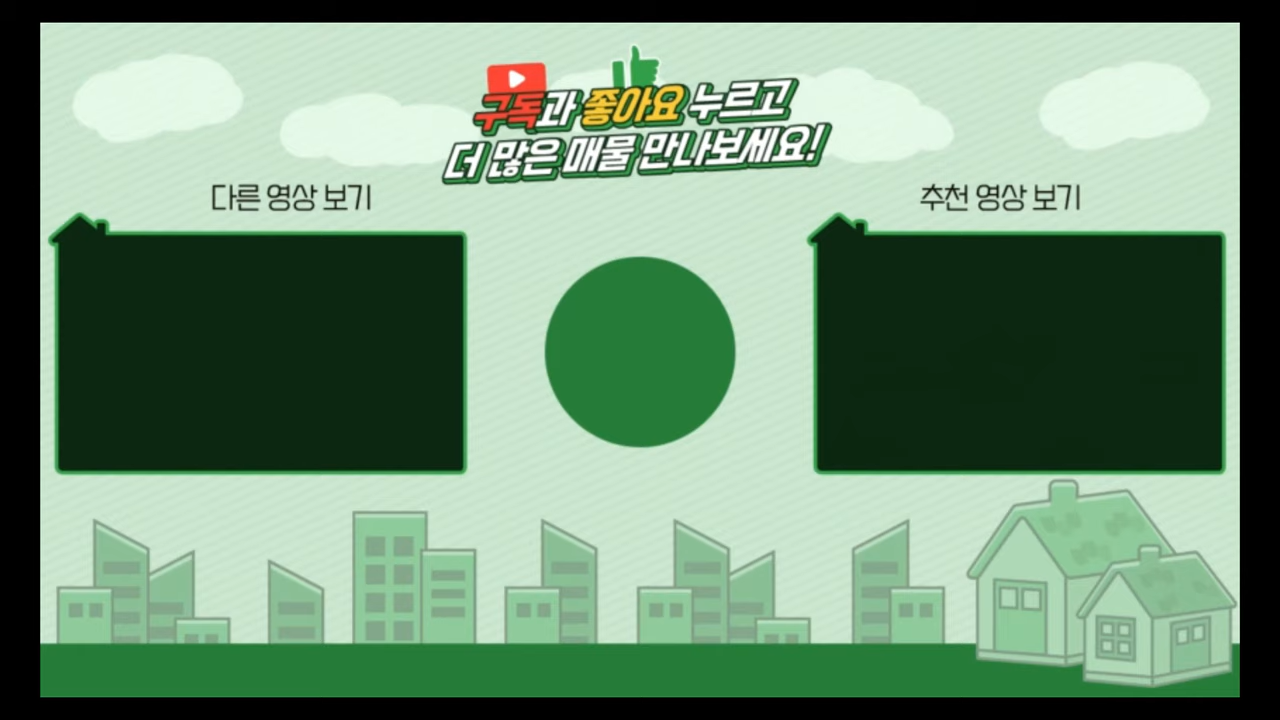 구독과 좋아요 누르고
더 많은 매물 만나보세요!
다른 영상 보기
추천 영상 보기